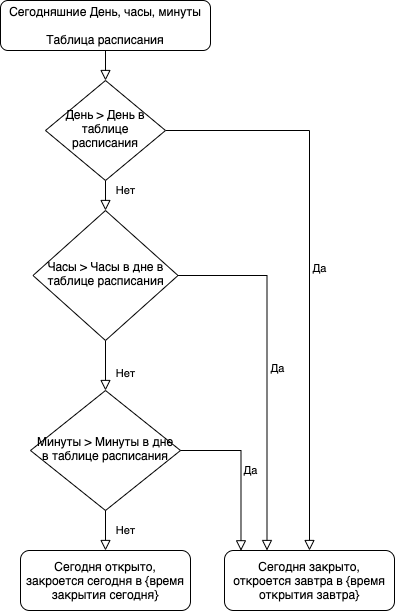 Сегодняшние День, часы, минуты
Таблица расписания
День > День в
таблице
расписания
Нет
Часы > Часы в дне в
таблице расписания
Да
Нет
Да
Минуты > Минуты в дне
в таблице расписания
Да
Нет
Сегодня открыто,
закроется сегодня в {время
закрытия сегодня}
Сегодня закрыто,
откроется завтра в {время
открытия завтра}